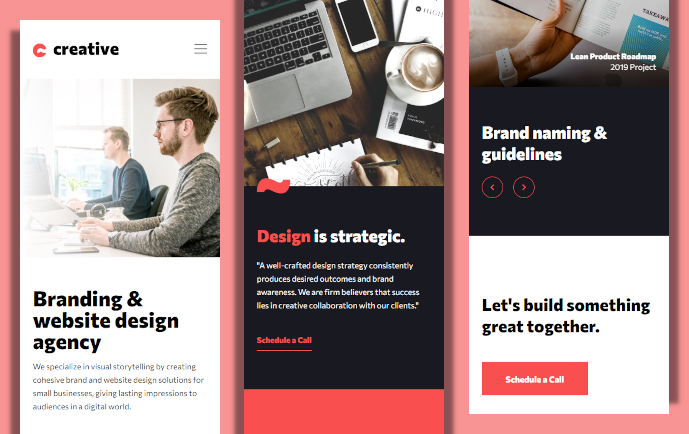 creative
Branding &
website design
agency
We specialize in visual storytelling by creating
cohesive brand and website design solutions for
small businesses, giving lasting impressions to
audiences in a digital world.
Design is strategic.
"A well-crafted design strategy consistently
produces desired outcomes and brand
awareness. We are firm believers that success
lies in creative collaboration with our clients."
Schedule a Call
TAKEAW
Lean Product Roadmap
2019 Project
Brand naming &
guidelines
Let's build something
great together.
Schedule a Call